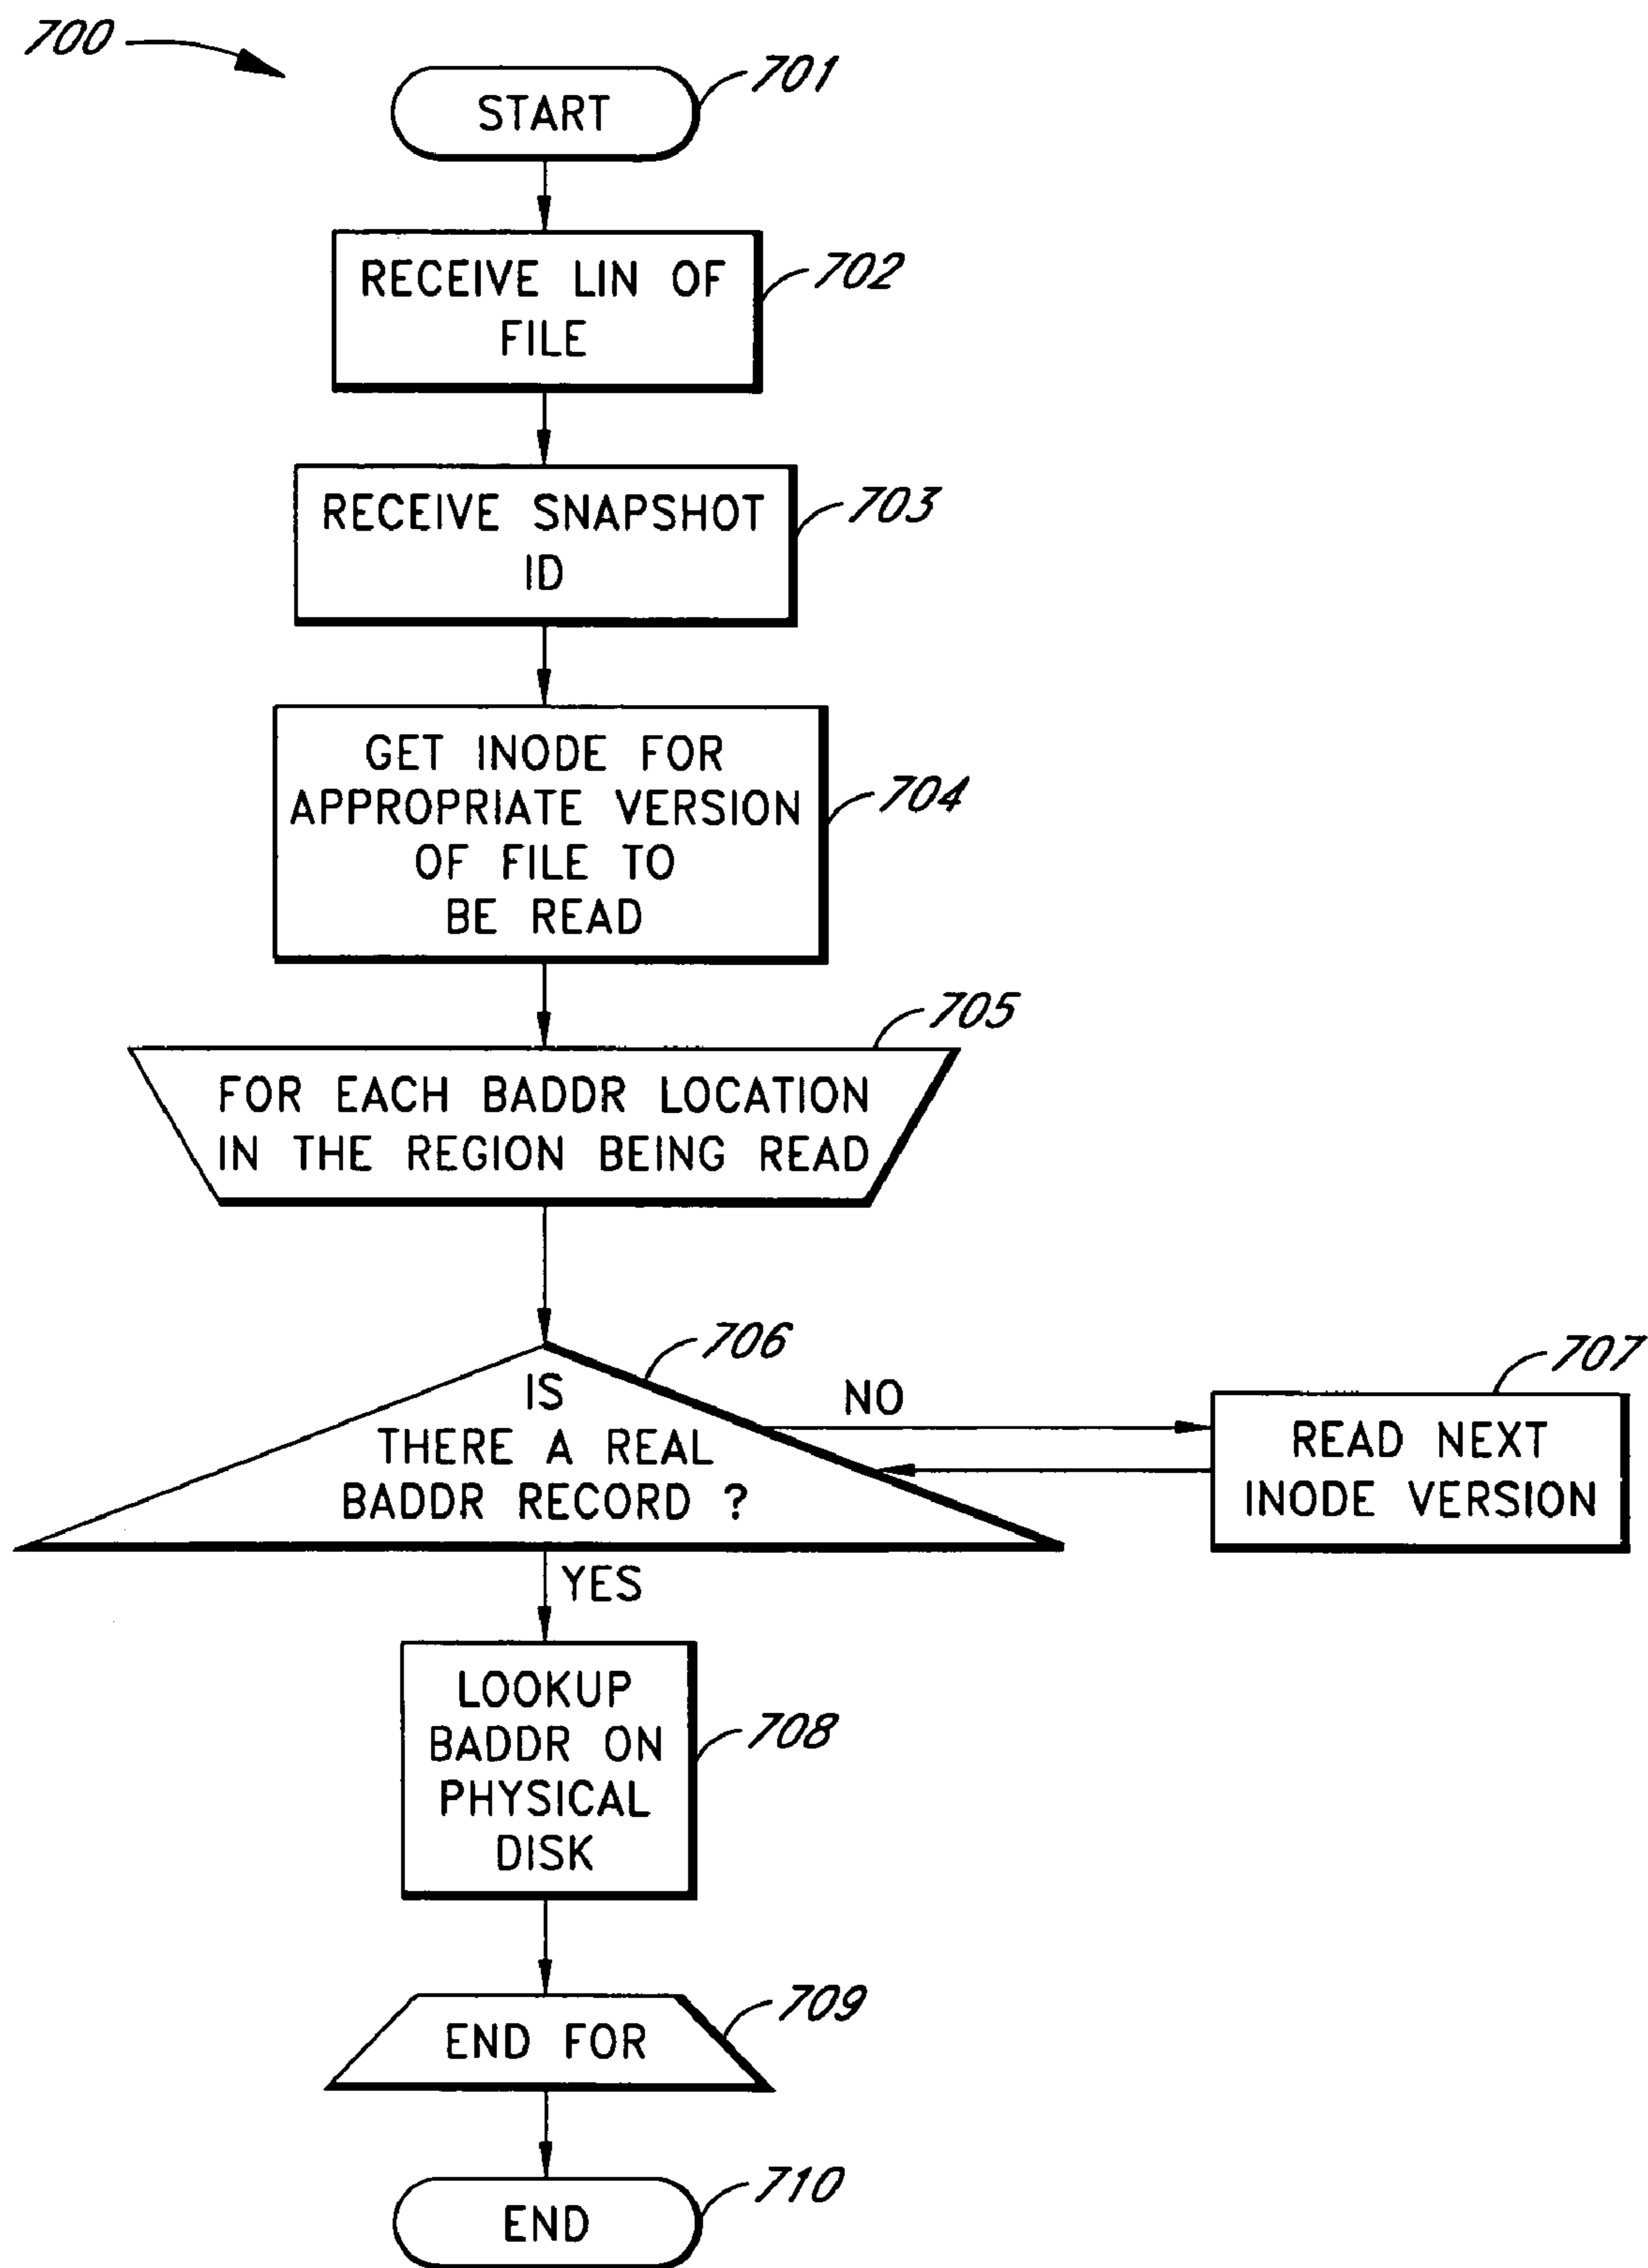 700
START
701
RECEIVE LIN OF
FILE
702
RECEIVE SNAPSHOT
ID
703
GET INODE FOR
APPROPRIATE VERSION
OF FILE TO
BE READ
704
705
FOR EACH BADDR LOCATION
IN THE REGION BEING READ
706
IS
THERE A REAL
BADDR RECORD ?
NO
707
READ NEXT
INODE VERSION
YES
LOOKUP
BADDR ON
PHYSICAL
DISK
708
END FOR
709
END
710